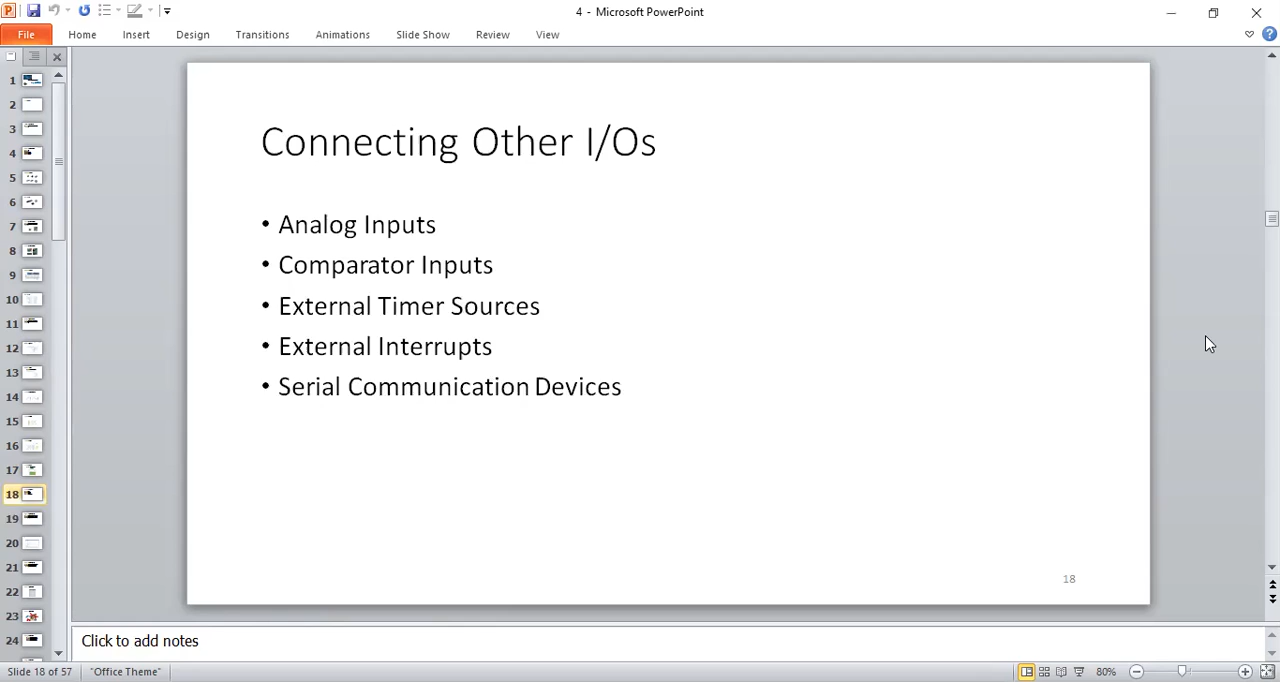 4 - Microsoft PowerPoint
File Home Insert Design Transitions Animations Slide Show Review View
1
2
3
4
5
6
7
8
9
10
11
12
13
14
15
16
17
18
19
20
21
22
23
24
Connecting Other I/Os
• Analog Inputs
• Comparator Inputs
• External Timer Sources
• External Interrupts
• Serial Communication Devices
18
Click to add notes
Slide 18 of 57 "Office Theme" 80%